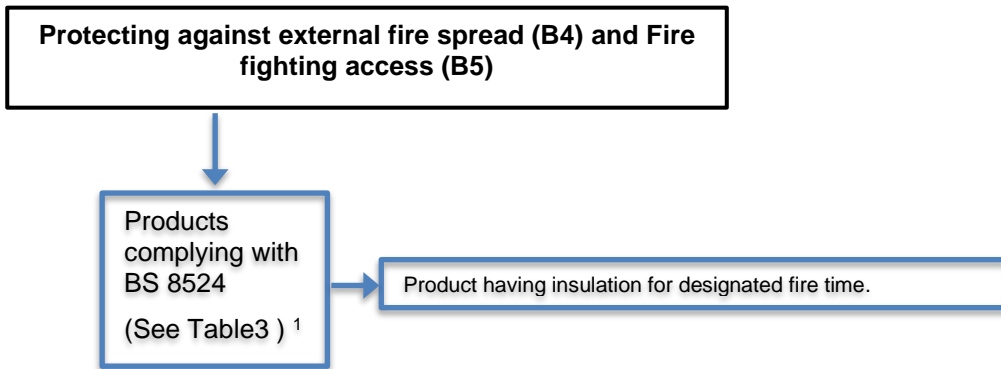 Protecting against external fire spread (B4) and Fire
fighting access (B5)
Products
complying with
BS 8524
(See Table3 ) ¹
Product having insulation for designated fire time.